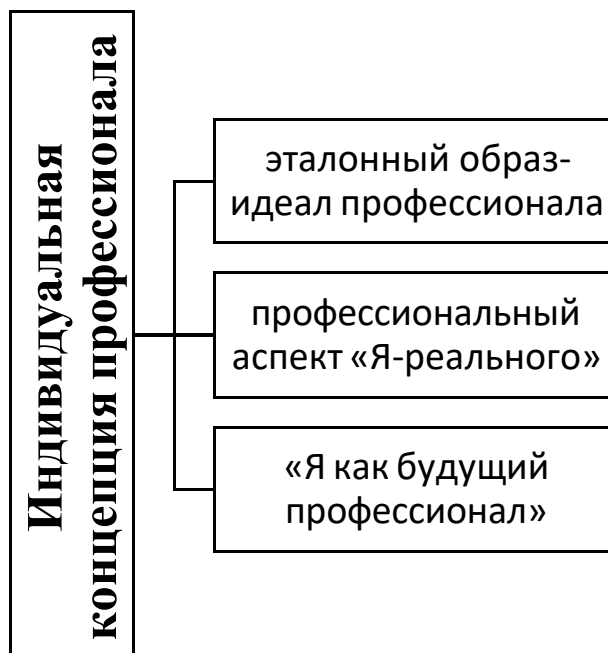 Индивидуальная
концепция профессионала
эталонный образ-
идеал профессионала
профессиональный
аспект «Я-реального»
«Я как будущий
профессионал»